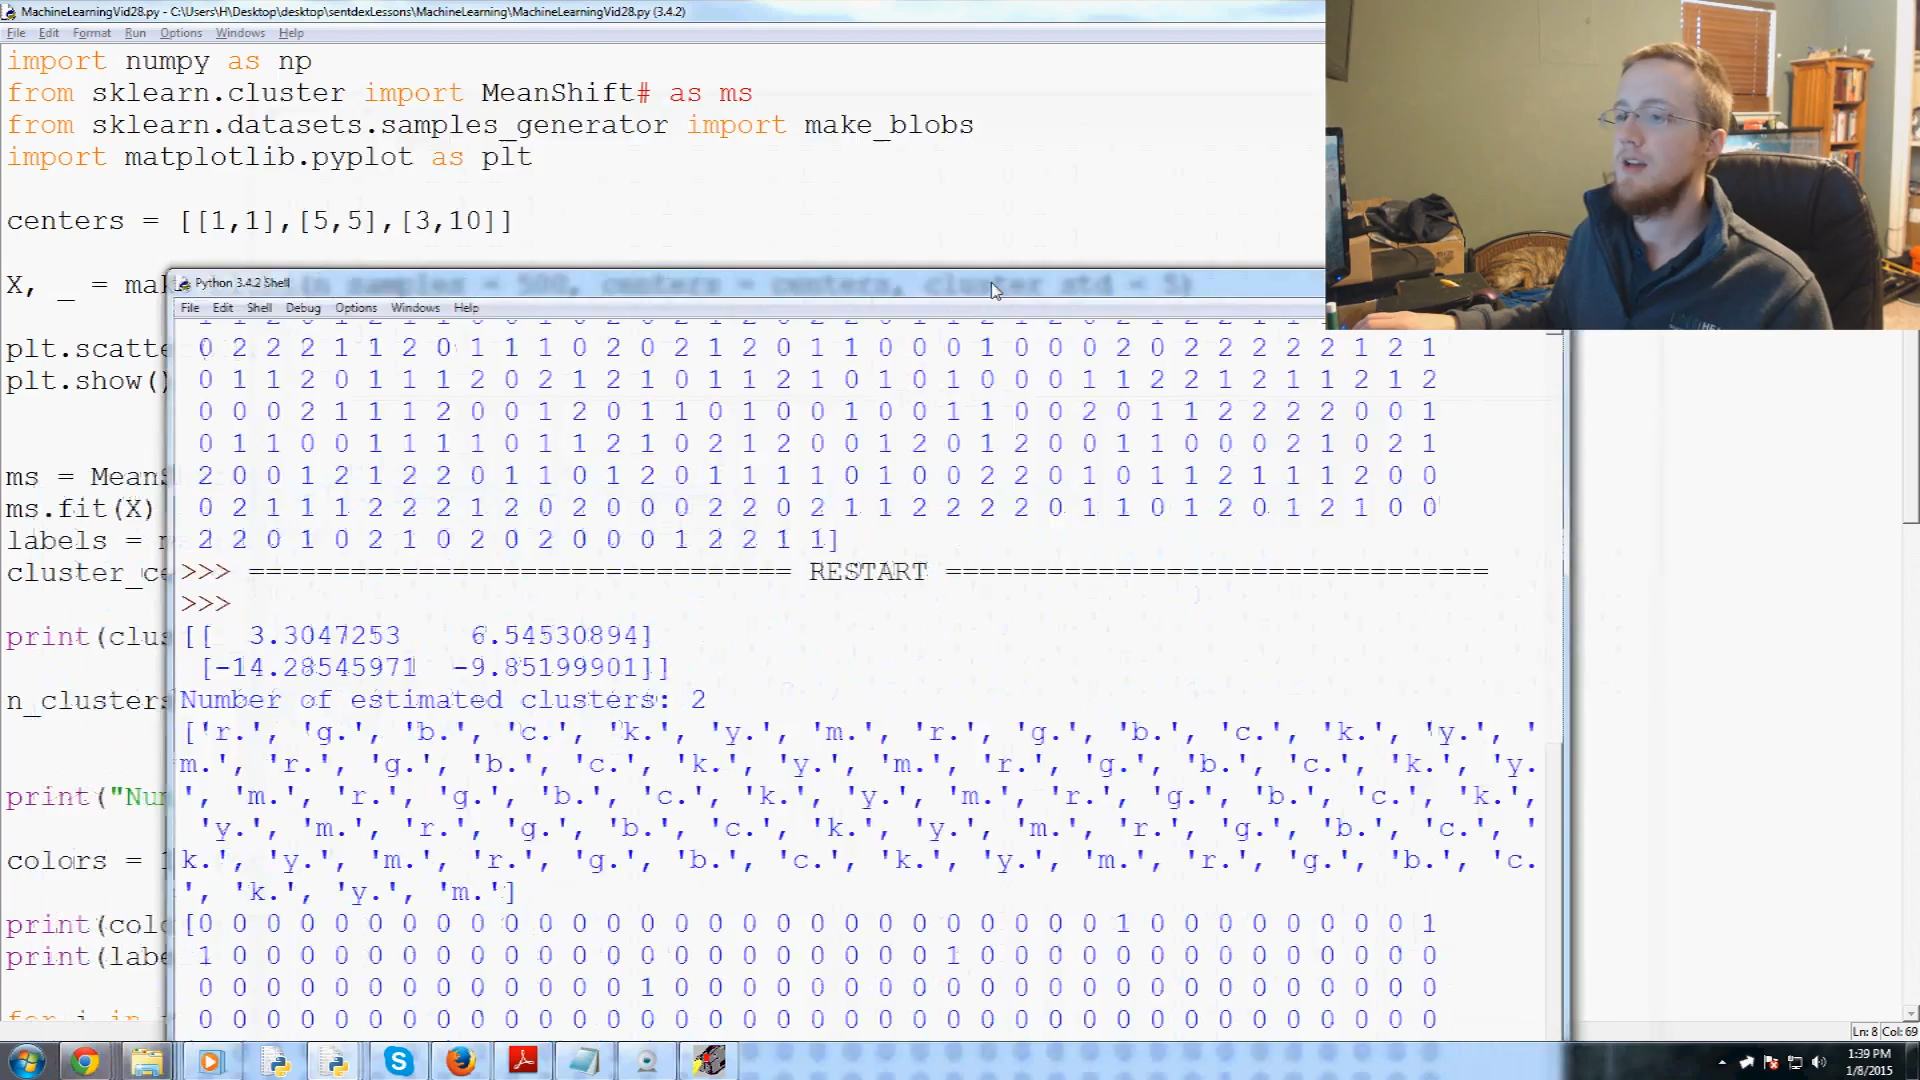 MachineLearningVid28.py - C:\Users\H\Desktop\desktop\sentdexLessons\MachineLearning\MachineLearningVid28.py (3.4.2)
File Edit Format Run Options Windows Help
import numpy as np
from sklearn.cluster import MeanShift# as ms
from sklearn.datasets.samples_generator import make_blobs
import matplotlib.pyplot as plt
centers = [[1,1],[5,5],[3,10]]
X, _ = mak (n_samples = 500, centers = centers, cluster_std = 5)
plt.scatte
plt.show()
ms = MeanS
ms.fit(X)
labels = m
cluster_ce
print(clus
n_clusters
print("Num
colors = 1
print(colo
print(labe
for i in
Python 3.4.2 Shell
File Edit Shell Debug Options Windows Help
0 2 2 2 1 1 2 0 1 1 1 0 2 0 2 1 2 0 1 1 0 0 0 1 0 0 0 2 0 2 2 2 2 2 1 2 1
0 1 1 2 0 1 1 1 2 0 2 1 2 1 0 1 1 2 1 0 1 0 1 0 0 0 1 1 2 2 1 2 1 1 2 1 2
0 0 0 2 1 1 1 2 0 0 1 2 0 1 1 0 1 0 0 1 0 0 1 1 0 0 2 0 1 1 2 2 2 2 0 0 1
0 1 1 0 0 1 1 1 1 0 1 1 2 1 0 2 1 2 0 0 1 2 0 1 2 0 0 1 1 0 0 0 2 1 0 2 1
2 0 0 1 2 1 2 2 0 1 1 0 1 2 0 1 1 1 1 0 1 0 0 2 2 0 1 0 1 1 2 1 1 1 2 0 0
0 2 1 1 1 2 2 2 1 2 0 2 0 0 0 2 2 0 2 1 1 2 2 2 2 0 1 1 0 1 2 0 1 2 1 0 0
2 2 0 1 0 2 1 0 2 0 2 0 0 0 1 2 2 1 1]
>>> ================================ RESTART ================================
>>>
[[ 3.3047253 6.54530894]
[-14.28545971 -9.85199901]]
Number of estimated clusters: 2
['r.', 'g.', 'b.', 'c.', 'k.', 'y.', 'm.', 'r.', 'g.', 'b.', 'c.', 'k.', 'y.', '
m.', 'r.', 'g.', 'b.', 'c.', 'k.', 'y.', 'm.', 'r.', 'g.', 'b.', 'c.', 'k.', 'y.
', 'm.', 'r.', 'g.', 'b.', 'c.', 'k.', 'y.', 'm.', 'r.', 'g.', 'b.', 'c.', 'k.',
'y.', 'm.', 'r.', 'g.', 'b.', 'c.', 'k.', 'y.', 'm.', 'r.', 'g.', 'b.', 'c.', '
k.', 'y.', 'm.', 'r.', 'g.', 'b.', 'c.', 'k.', 'y.', 'm.', 'r.', 'g.', 'b.', 'c.
', 'k.', 'y.', 'm.']
[0 0 0 0 0 0 0 0 0 0 0 0 0 0 0 0 0 0 0 0 0 0 0 0 0 0 0 1 0 0 0 0 0 0 0 0 1
1 0 0 0 0 0 0 0 0 0 0 0 0 0 0 0 0 0 0 0 0 0 1 0 0 0 0 0 0 0 0 0 0 0 0 0 0
0 0 0 0 0 0 0 0 0 0 0 0 0 1 0 0 0 0 0 0 0 0 0 0 0 0 0 0 0 0 0 0 0 0 0 0 0
0 0 0 0 0 0 0 0 0 0 0 0 0 0 0 0 0 0 0 0 0 0 0 0 0 0 0 0 0 0 0 0 0 0 0 0 0
Ln: 8 Col: 69
1:39 PM
1/8/2015